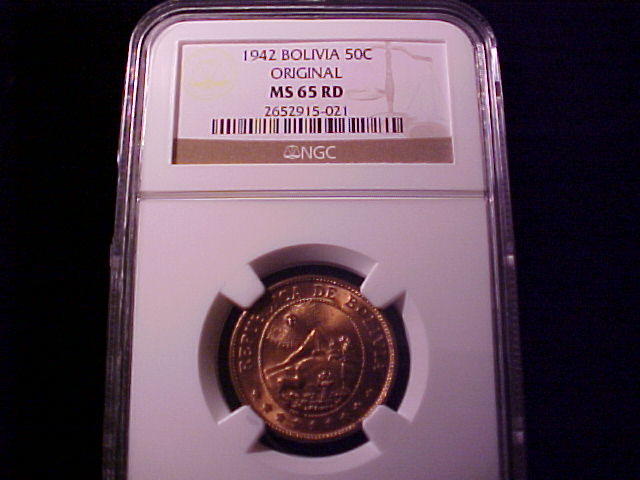 1942 BOLIVIA 50C
ORIGINAL
MS 65 RD
2652915-021
NGC
REPUBLICA DE BOLIVIA